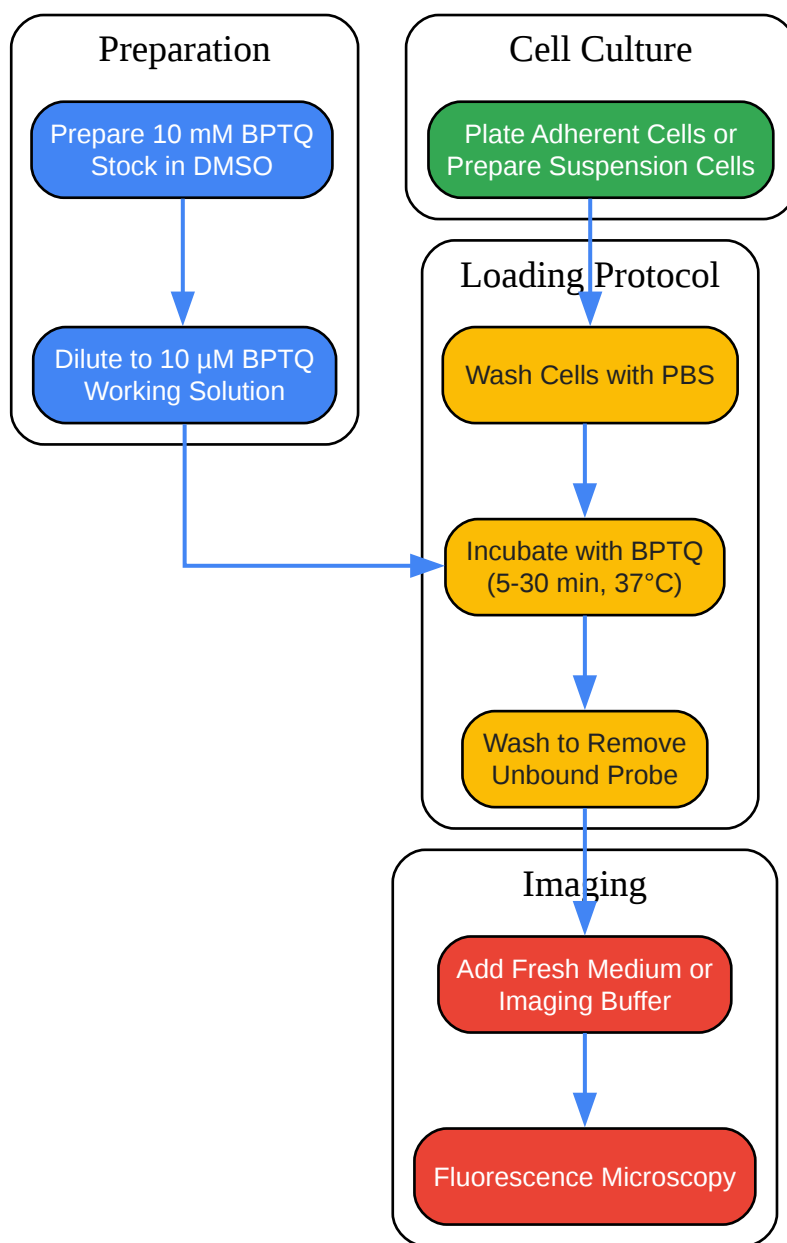 Preparation
Prepare 10 mM BPTQ
Stock in DMSO
Dilute to 10 µM BPTQ
Working Solution
Cell Culture
Plate Adherent Cells or
Prepare Suspension Cells
Loading Protocol
Wash Cells with PBS
Incubate with BPTQ
(5-30 min, 37°C)
Wash to Remove
Unbound Probe
Imaging
Add Fresh Medium or
Imaging Buffer
Fluorescence Microscopy